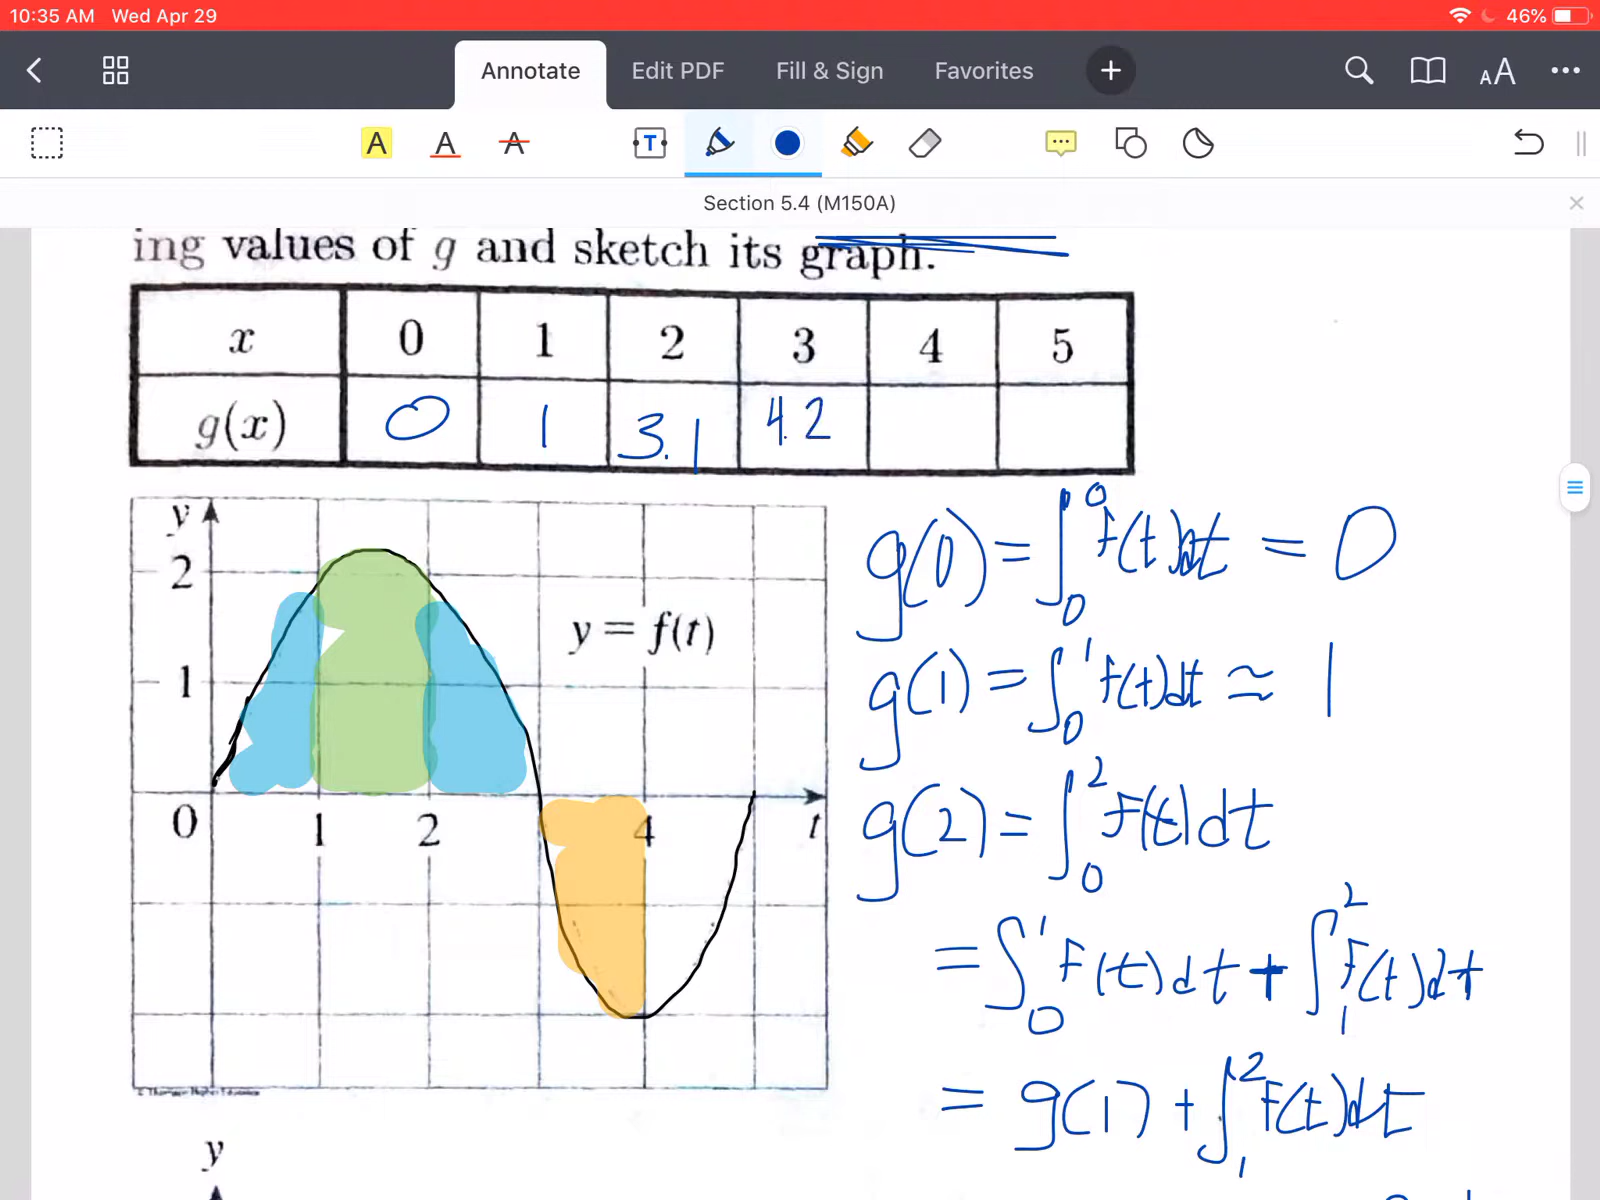 10:35 AM Wed Apr 29 46%
Annotate Edit PDF Fill & Sign Favorites
Section 5.4 (M150A)
ing values of g and sketch its graph.
x 0 1 2 3 4 5
g(x) 0 1 3.1 4.2
y
2
1
0 1 2 4 t
y = f(t)
g(0) = ∫₀⁰ f(t)dt = 0
g(1) = ∫₀¹ f(t)dt ≈ 1
g(2) = ∫₀² f(t)dt
= ∫₀¹ f(t)dt + ∫₁² f(t)dt
= g(1) + ∫₁² f(t)dt
© Thomson Higher Education
y